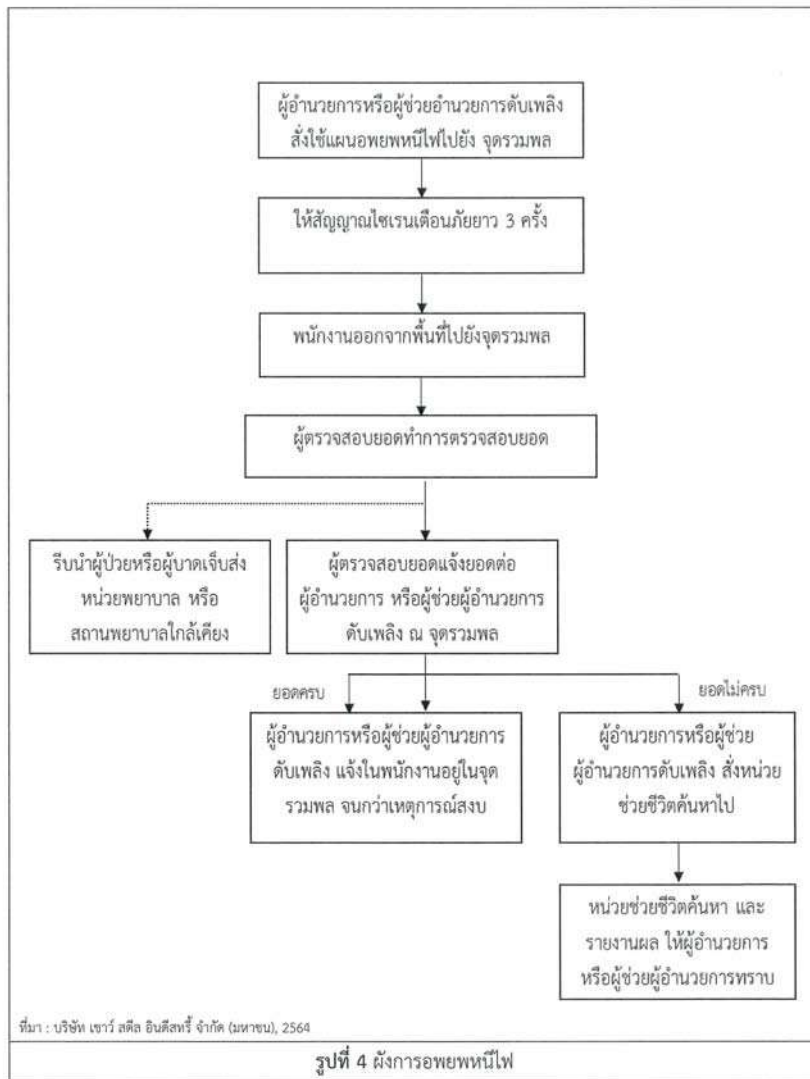 ผู้อำนวยการหรือผู้ช่วยอำนวยการดับเพลิง
สั่งใช้แผนอพยพหนีไฟไปยัง จุดรวมพล
ให้สัญญาณไซเรนเตือนภัยยาว 3 ครั้ง
พนักงานออกจากพื้นที่ไปยังจุดรวมพล
ผู้ตรวจสอบยอดทำการตรวจสอบยอด
รีบนำผู้ป่วยหรือผู้บาดเจ็บส่ง
หน่วยพยาบาล หรือ
สถานพยาบาลใกล้เคียง
ผู้ตรวจสอบยอดแจ้งยอดต่อ
ผู้อำนวยการ หรือผู้ช่วยผู้อำนวยการ
ดับเพลิง ณ จุดรวมพล
ยอดครบ
ยอดไม่ครบ
ผู้อำนวยการหรือผู้ช่วยผู้อำนวยการ
ดับเพลิง แจ้งในพนักงานอยู่ในจุด
รวมพล จนกว่าเหตุการณ์สงบ
ผู้อำนวยการหรือผู้ช่วย
ผู้อำนวยการดับเพลิง สั่งหน่วย
ช่วยชีวิตค้นหาไป
หน่วยช่วยชีวิตค้นหา และ
รายงานผล ให้ผู้อำนวยการ
หรือผู้ช่วยผู้อำนวยการทราบ
ที่มา : บริษัท เชาว์ สตีล อินดัสทรี้ จำกัด (มหาชน), 2564
รูปที่ 4 ผังการอพยพหนีไฟ